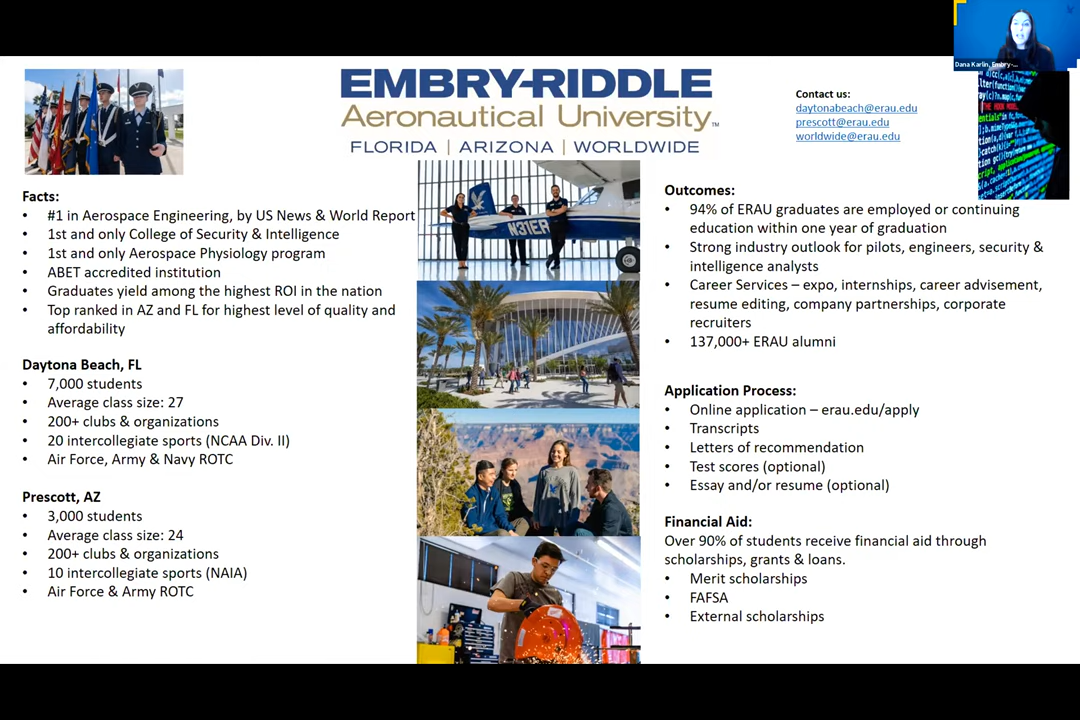 EMBRY-RIDDLE
Aeronautical University™
FLORIDA | ARIZONA | WORLDWIDE
Contact us:
daytonabeach@erau.edu
prescott@erau.edu
worldwide@erau.edu
Dana Karlin, Embry-...
Facts:
• #1 in Aerospace Engineering, by US News & World Report
• 1st and only College of Security & Intelligence
• 1st and only Aerospace Physiology program
• ABET accredited institution
• Graduates yield among the highest ROI in the nation
• Top ranked in AZ and FL for highest level of quality and
affordability
Daytona Beach, FL
• 7,000 students
• Average class size: 27
• 200+ clubs & organizations
• 20 intercollegiate sports (NCAA Div. II)
• Air Force, Army & Navy ROTC
Prescott, AZ
• 3,000 students
• Average class size: 24
• 200+ clubs & organizations
• 10 intercollegiate sports (NAIA)
• Air Force & Army ROTC
N31ER
Outcomes:
• 94% of ERAU graduates are employed or continuing
education within one year of graduation
• Strong industry outlook for pilots, engineers, security &
intelligence analysts
• Career Services – expo, internships, career advisement,
resume editing, company partnerships, corporate
recruiters
• 137,000+ ERAU alumni
Application Process:
• Online application – erau.edu/apply
• Transcripts
• Letters of recommendation
• Test scores (optional)
• Essay and/or resume (optional)
Financial Aid:
Over 90% of students receive financial aid through
scholarships, grants & loans.
• Merit scholarships
• FAFSA
• External scholarships